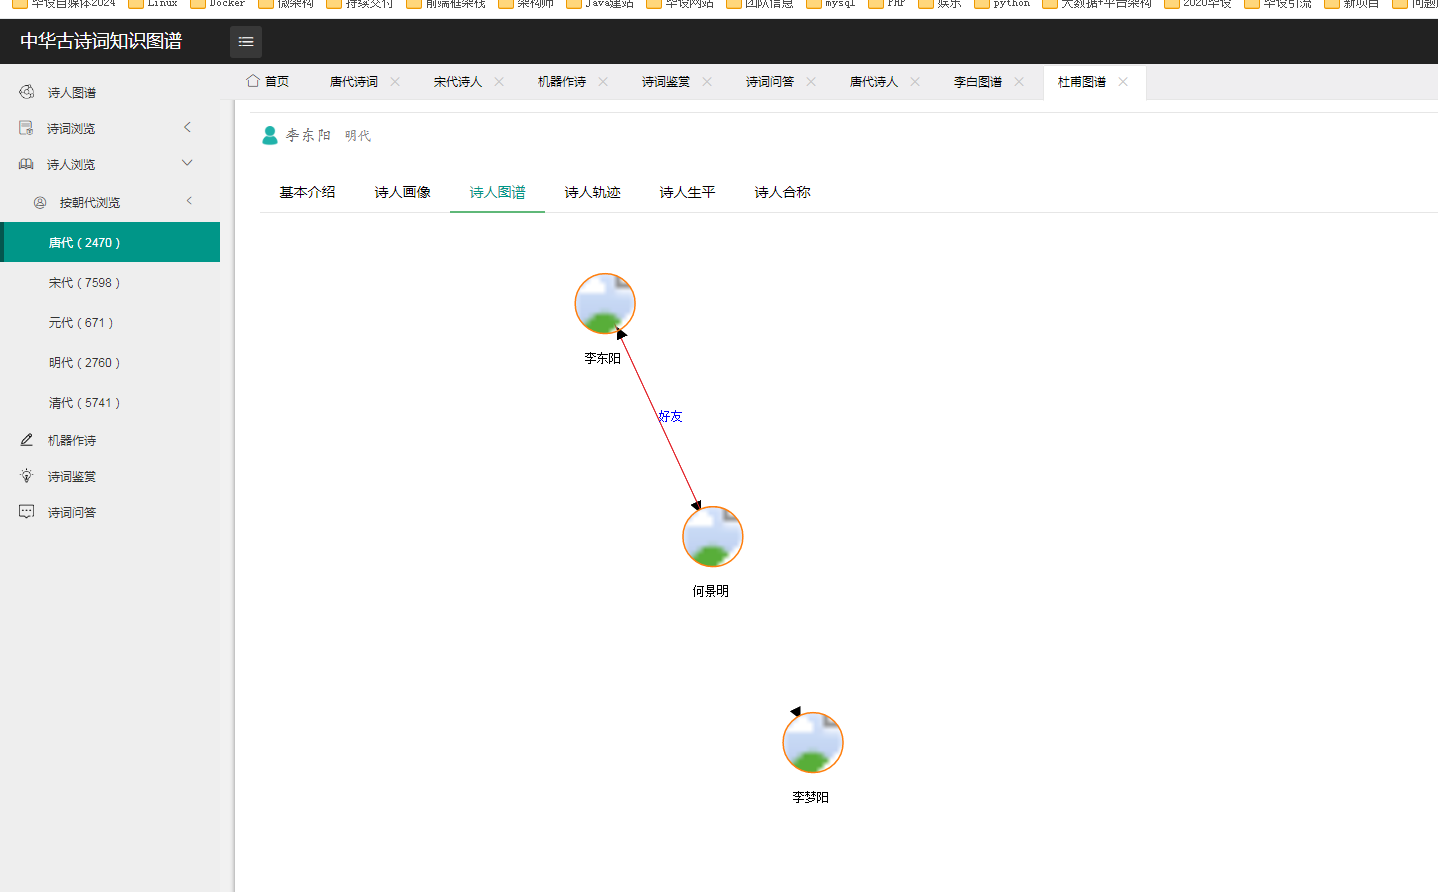 毕设自媒体2024 Linux Docker 微架构 持续交付 前端框架栈 架构师 Java建站 毕设网站 团队信息 mysql PHP 娱乐 python 大数据+平台架构 2020毕设 毕设引流 新项目
中华古诗词知识图谱
首页 唐代诗词 宋代诗人 机器作诗 诗词鉴赏 诗词问答 唐代诗人 李白图谱 杜甫图谱
诗人图谱
诗词浏览
诗人浏览
按朝代浏览
唐代（2470）
宋代（7598）
元代（671）
明代（2760）
清代（5741）
机器作诗
诗词鉴赏
诗词问答
李东阳 明代
基本介绍 诗人画像 诗人图谱 诗人轨迹 诗人生平 诗人合称
李东阳
好友
何景明
李梦阳